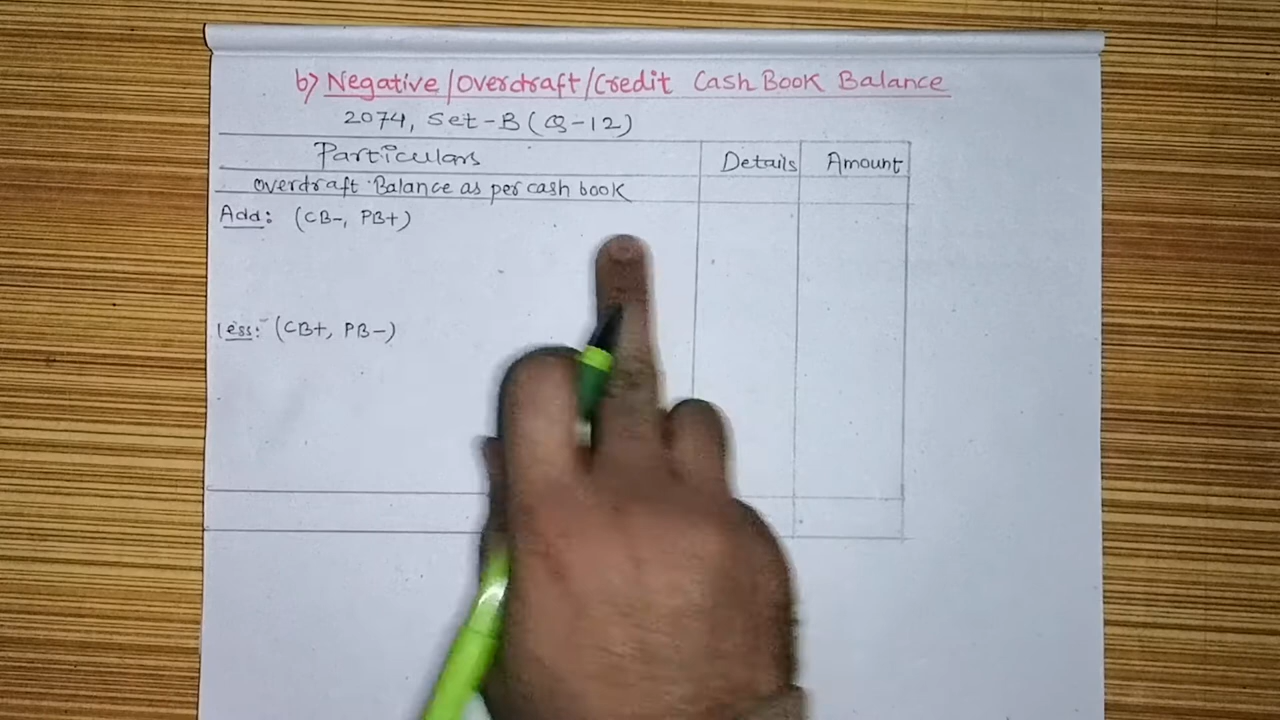 b) Negative/Overdraft/Credit Cash Book Balance
2074, Set-B (Q-12)
Particulars Details Amount
Overdraft Balance as per cash book
Add: (CB-, PB+)
Less: (CB+, PB-)